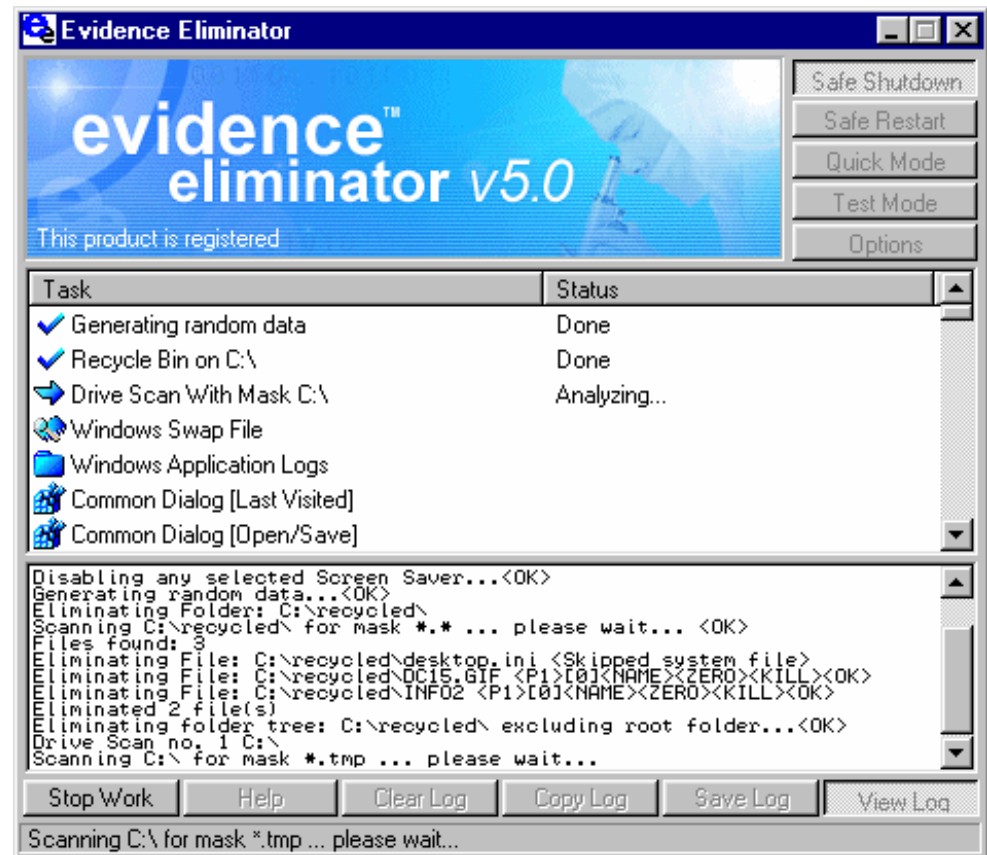 Evidence Eliminator
evidence™
eliminator v5.0
This product is registered
Safe Shutdown
Safe Restart
Quick Mode
Test Mode
Options
Task Status
Generating random data Done
Recycle Bin on C:\ Done
Drive Scan With Mask C:\ Analyzing...
Windows Swap File
Windows Application Logs
Common Dialog [Last Visited]
Common Dialog [Open/Save]
Disabling any selected Screen Saver...<OK>
Generating random data...<OK>
Eliminating Folder: C:\recycled\
Scanning C:\recycled\ for mask *.* ... please wait... <OK>
Files found: 3
Eliminating File: C:\recycled\desktop.ini <Skipped system file>
Eliminating File: C:\recycled\DC15.GIF <P1>[0]<NAME><ZERO><KILL><OK>
Eliminating File: C:\recycled\INFO2 <P1>[0]<NAME><ZERO><KILL><OK>
Eliminated 2 file(s)
Eliminating folder tree: C:\recycled\ excluding root folder...<OK>
Drive Scan no. 1 C:\
Scanning C:\ for mask *.tmp ... please wait...
Stop Work Help Clear Log Copy Log Save Log View Log
Scanning C:\ for mask *.tmp ... please wait...